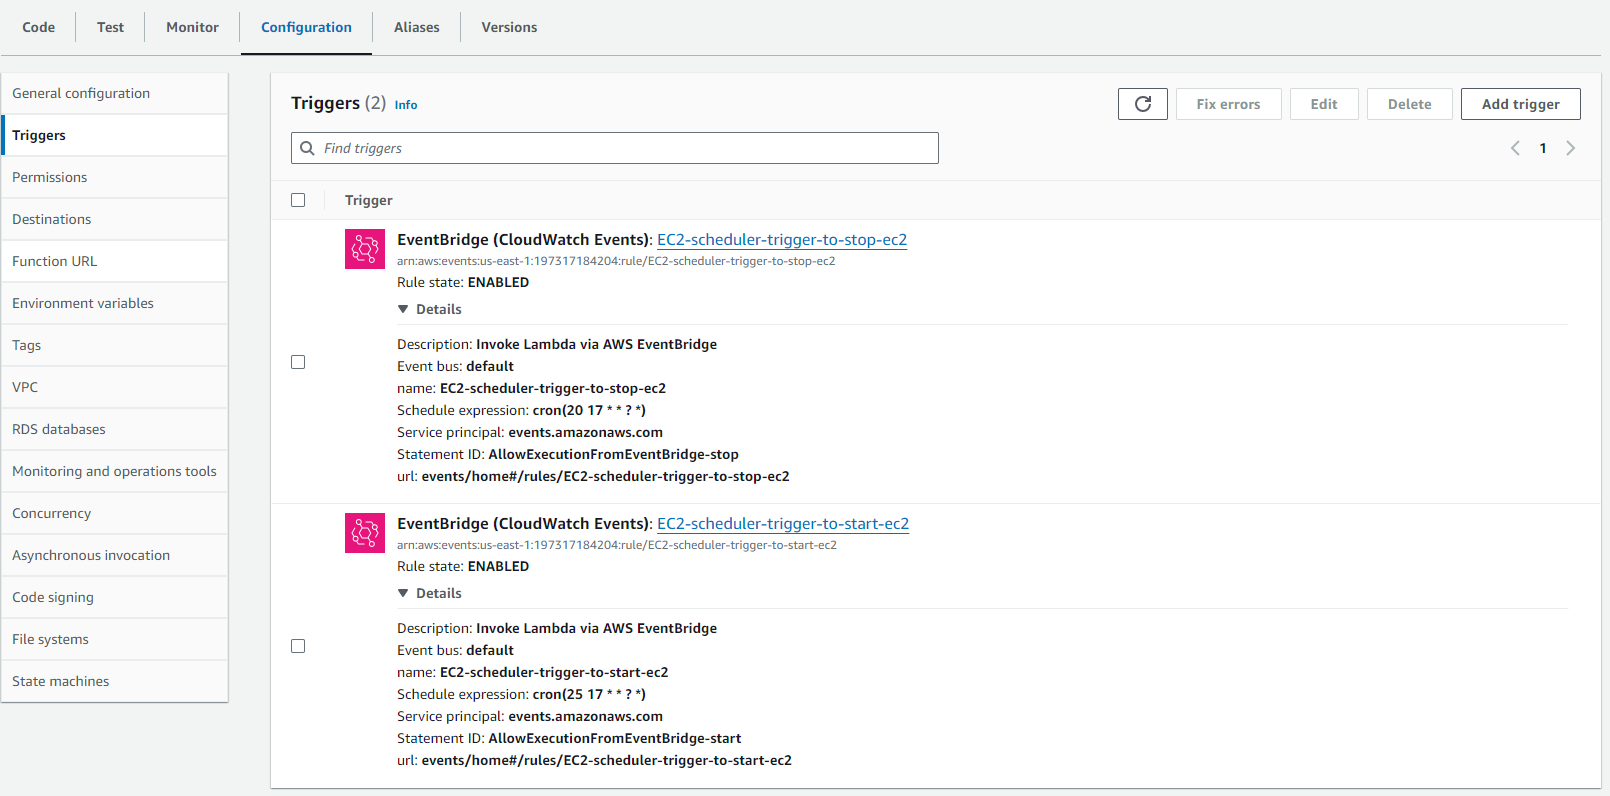 Code
Test
Monitor
Configuration
Aliases
Versions
General configuration
Triggers
Permissions
Destinations
Function URL
Environment variables
Tags
VPC
RDS databases
Monitoring and operations tools
Concurrency
Asynchronous invocation
Code signing
File systems
State machines
Triggers (2) Info
Fix errors
Edit
Delete
Add trigger
Find triggers
1
Trigger
EventBridge (CloudWatch Events): EC2-scheduler-trigger-to-stop-ec2
arn:aws:events:us-east-1:197317184204:rule/EC2-scheduler-trigger-to-stop-ec2
Rule state: ENABLED
Details
Description: Invoke Lambda via AWS EventBridge
Event bus: default
name: EC2-scheduler-trigger-to-stop-ec2
Schedule expression: cron(20 17 * * ? *)
Service principal: events.amazonaws.com
Statement ID: AllowExecutionFromEventBridge-stop
url: events/home#/rules/EC2-scheduler-trigger-to-stop-ec2
EventBridge (CloudWatch Events): EC2-scheduler-trigger-to-start-ec2
arn:aws:events:us-east-1:197317184204:rule/EC2-scheduler-trigger-to-start-ec2
Rule state: ENABLED
Details
Description: Invoke Lambda via AWS EventBridge
Event bus: default
name: EC2-scheduler-trigger-to-start-ec2
Schedule expression: cron(25 17 * * ? *)
Service principal: events.amazonaws.com
Statement ID: AllowExecutionFromEventBridge-start
url: events/home#/rules/EC2-scheduler-trigger-to-start-ec2